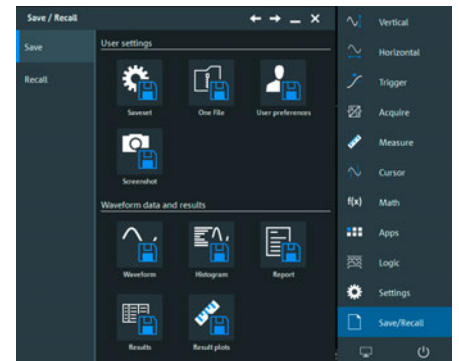 Save / Recall
Save
Recall
User settings
Saveset
One File
User preferences
Screenshot
Waveform data and results
Waveform
Histogram
Report
Results
Result plots
Vertical
Horizontal
Trigger
Acquire
Measure
Cursor
f(x) Math
Apps
Logic
Settings
Save/Recall